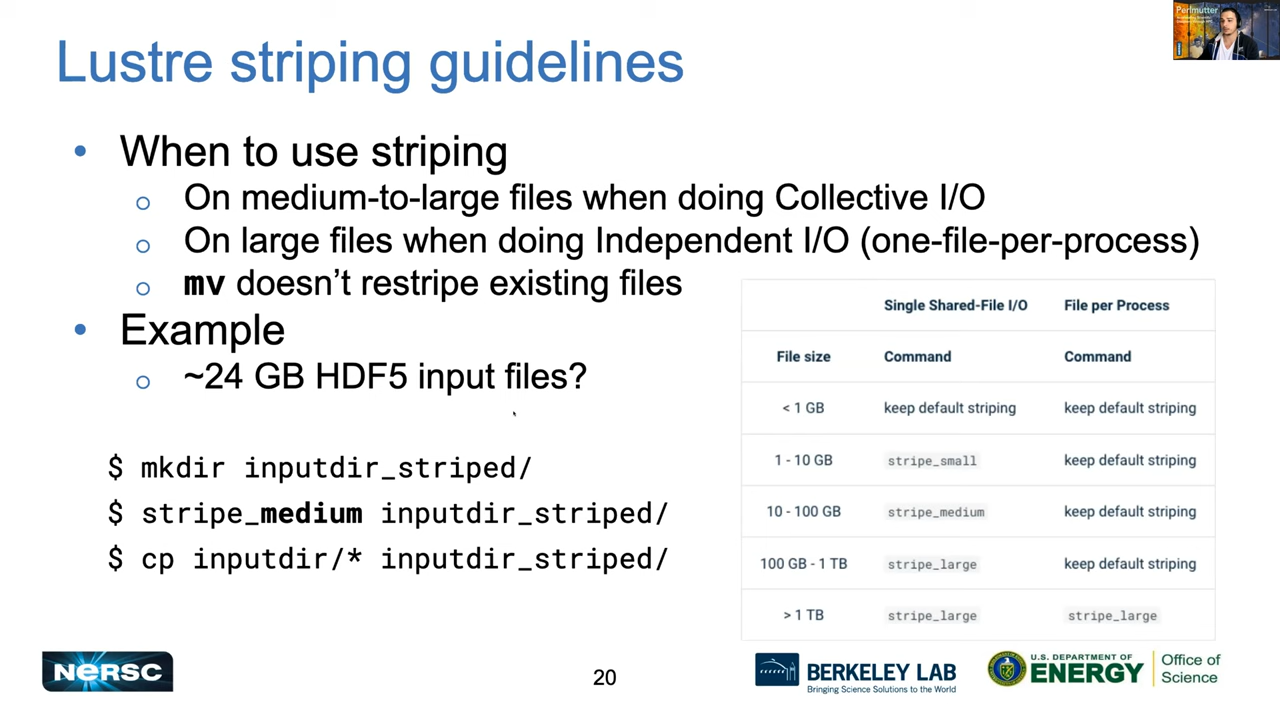 Perlmutter
Lustre striping guidelines
• When to use striping
o On medium-to-large files when doing Collective I/O
o On large files when doing Independent I/O (one-file-per-process)
o mv doesn’t restripe existing files
• Example
o ~24 GB HDF5 input files?
$ mkdir inputdir_striped/
$ stripe_medium inputdir_striped/
$ cp inputdir/* inputdir_striped/
Single Shared-File I/O File per Process
File size Command Command
< 1 GB keep default striping keep default striping
1 - 10 GB stripe_small keep default striping
10 - 100 GB stripe_medium keep default striping
100 GB - 1 TB stripe_large keep default striping
> 1 TB stripe_large stripe_large
NERSC
20
BERKELEY LAB
Bringing Science Solutions to the World
U.S. DEPARTMENT OF
ENERGY
Office of
Science